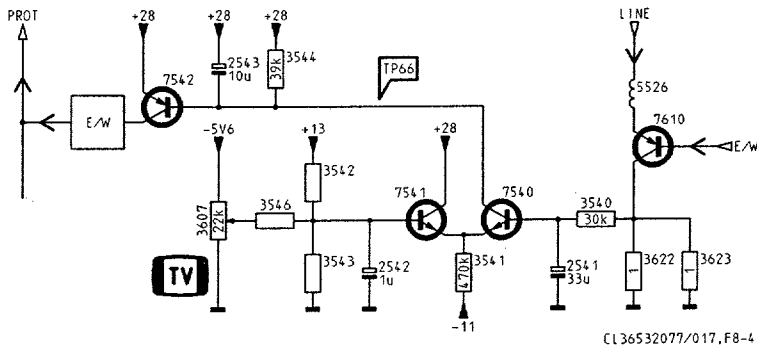 PROT
+28
+28
+28
LINE
2543
10u
3544
39k
TP66
7542
5526
7610
E/W
E/W
-5V6
+13
+28
3542
7541
7540
3540
30k
3607
22k
3546
3543
2542
1u
3541
470k
2541
33u
3622
1
3623
1
TV
-11
CL36532077/017,F8-4